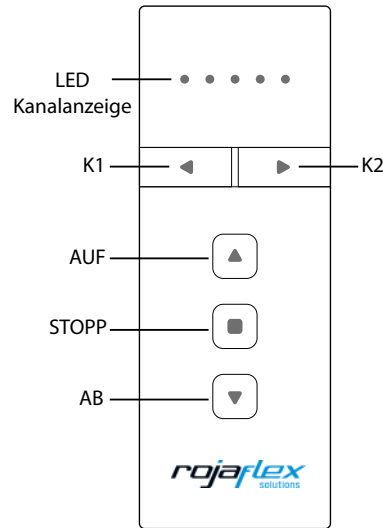 LED
Kanalanzeige
K1
K2
AUF
STOPP
AB
rojaflex
solutions